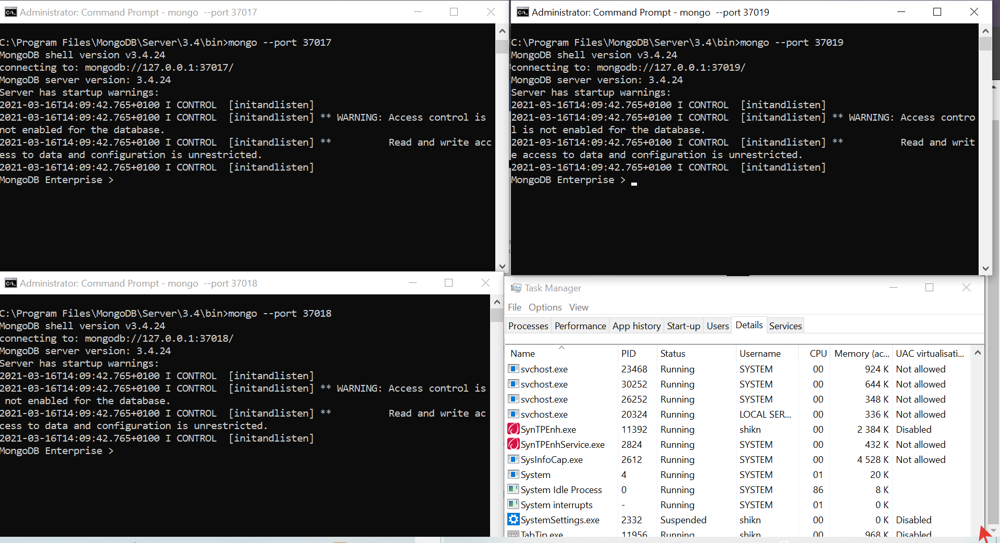 Administrator: Command Prompt - mongo  --port 37017
C:\Program Files\MongoDB\Server\3.4\bin>mongo --port 37017
MongoDB shell version v3.4.24
connecting to: mongodb://127.0.0.1:37017/
MongoDB server version: 3.4.24
Server has startup warnings:
2021-03-16T14:09:42.765+0100 I CONTROL  [initandlisten]
2021-03-16T14:09:42.765+0100 I CONTROL  [initandlisten] ** WARNING: Access control is
not enabled for the database.
2021-03-16T14:09:42.765+0100 I CONTROL  [initandlisten] **          Read and write acc
ess to data and configuration is unrestricted.
2021-03-16T14:09:42.765+0100 I CONTROL  [initandlisten]
MongoDB Enterprise >
Administrator: Command Prompt - mongo  --port 37019
C:\Program Files\MongoDB\Server\3.4\bin>mongo --port 37019
MongoDB shell version v3.4.24
connecting to: mongodb://127.0.0.1:37019/
MongoDB server version: 3.4.24
Server has startup warnings:
2021-03-16T14:09:42.765+0100 I CONTROL  [initandlisten]
2021-03-16T14:09:42.765+0100 I CONTROL  [initandlisten] ** WARNING: Access contro
l is not enabled for the database.
2021-03-16T14:09:42.765+0100 I CONTROL  [initandlisten] **          Read and writ
e access to data and configuration is unrestricted.
2021-03-16T14:09:42.765+0100 I CONTROL  [initandlisten]
MongoDB Enterprise >
Administrator: Command Prompt - mongo  --port 37018
C:\Program Files\MongoDB\Server\3.4\bin>mongo --port 37018
MongoDB shell version v3.4.24
connecting to: mongodb://127.0.0.1:37018/
MongoDB server version: 3.4.24
Server has startup warnings:
2021-03-16T14:09:42.765+0100 I CONTROL  [initandlisten]
2021-03-16T14:09:42.765+0100 I CONTROL  [initandlisten] ** WARNING: Access control is
not enabled for the database.
2021-03-16T14:09:42.765+0100 I CONTROL  [initandlisten] **          Read and write ac
cess to data and configuration is unrestricted.
2021-03-16T14:09:42.765+0100 I CONTROL  [initandlisten]
MongoDB Enterprise >
Task Manager
File Options View
Processes Performance App history Start-up Users Details Services
Name PID Status Username CPU Memory (ac... UAC virtualisati...
svchost.exe 23468 Running SYSTEM 00 924 K Not allowed
svchost.exe 30252 Running SYSTEM 00 644 K Not allowed
svchost.exe 26252 Running SYSTEM 00 348 K Not allowed
svchost.exe 20324 Running LOCAL SER... 00 336 K Not allowed
SynTPEnh.exe 11392 Running shikn 00 2 384 K Disabled
SynTPEnhService.exe 2824 Running SYSTEM 00 432 K Not allowed
SysInfoCap.exe 2612 Running SYSTEM 00 4 528 K Not allowed
System 4 Running SYSTEM 01 20 K
System Idle Process 0 Running SYSTEM 86 8 K
System interrupts - Running SYSTEM 01 0 K
SystemSettings.exe 2332 Suspended shikn 00 0 K Disabled
TabTip.exe 11956 Running shikn 00 968 K Disabled